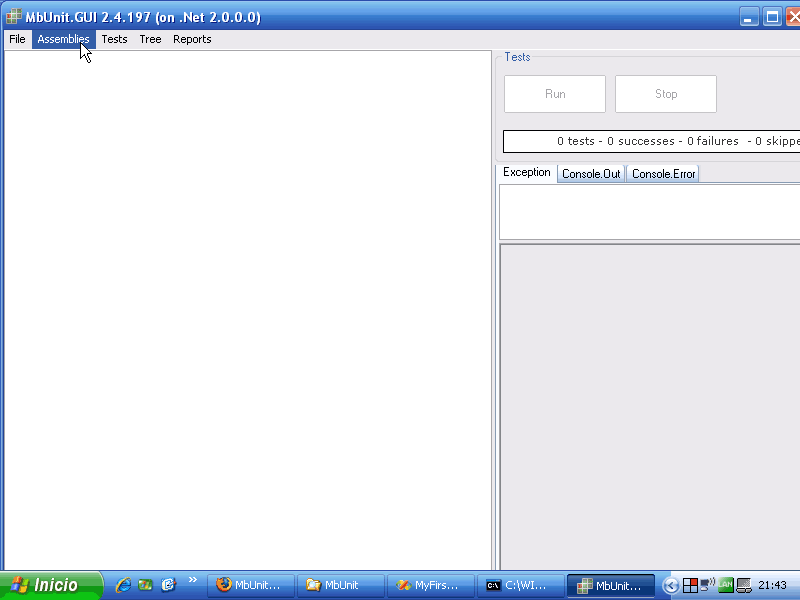 MbUnit.GUI 2.4.197 (on .Net 2.0.0.0)
File Assemblies Tests Tree Reports
Tests
Run Stop
0 tests - 0 successes - 0 failures - 0 skippe
Exception Console.Out Console.Error
Inicio » MbUnit... MbUnit MyFirs... C:\WI... MbUnit... LAN 21:43